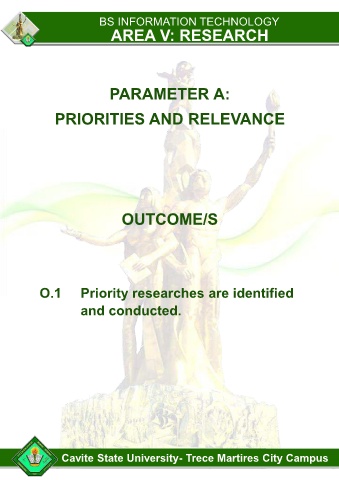 BS INFORMATION TECHNOLOGY
AREA V: RESEARCH
PARAMETER A:
PRIORITIES AND RELEVANCE
OUTCOME/S
O.1 Priority researches are identified
and conducted.
Cavite State University- Trece Martires City Campus